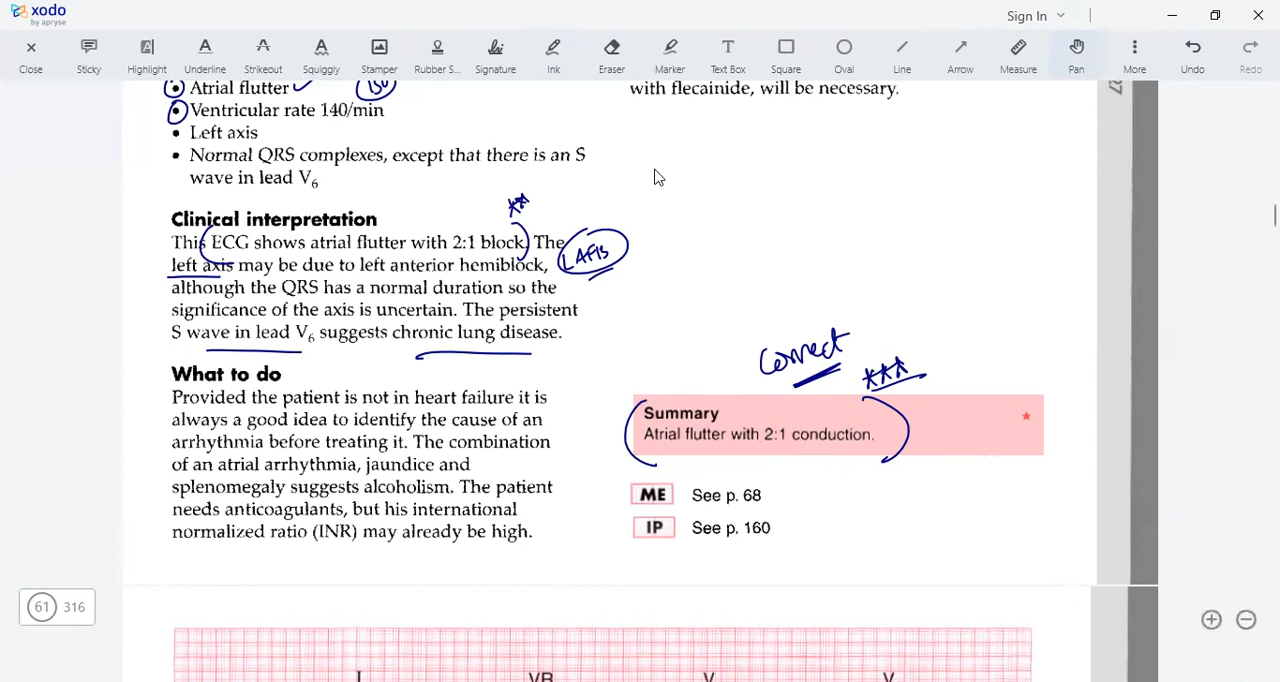 xodo
by apryse
Sign In
Close
Sticky
Highlight
Underline
Strikeout
Squiggly
Stamper
Rubber S...
Signature
Ink
Eraser
Marker
Text Box
Square
Oval
Line
Arrow
Measure
Pan
More
Undo
Redo
• Atrial flutter
• Ventricular rate 140/min
• Left axis
• Normal QRS complexes, except that there is an S
wave in lead V6
Clinical interpretation
This ECG shows atrial flutter with 2:1 block. The
left axis may be due to left anterior hemiblock,
LAFB
although the QRS has a normal duration so the
significance of the axis is uncertain. The persistent
S wave in lead V6 suggests chronic lung disease.
What to do
Provided the patient is not in heart failure it is
always a good idea to identify the cause of an
arrhythmia before treating it. The combination
of an atrial arrhythmia, jaundice and
splenomegaly suggests alcoholism. The patient
needs anticoagulants, but his international
normalized ratio (INR) may already be high.
with flecainide, will be necessary.
Correct
Summary
Atrial flutter with 2:1 conduction.
ME See p. 68
IP See p. 160
61 316
I VR V V